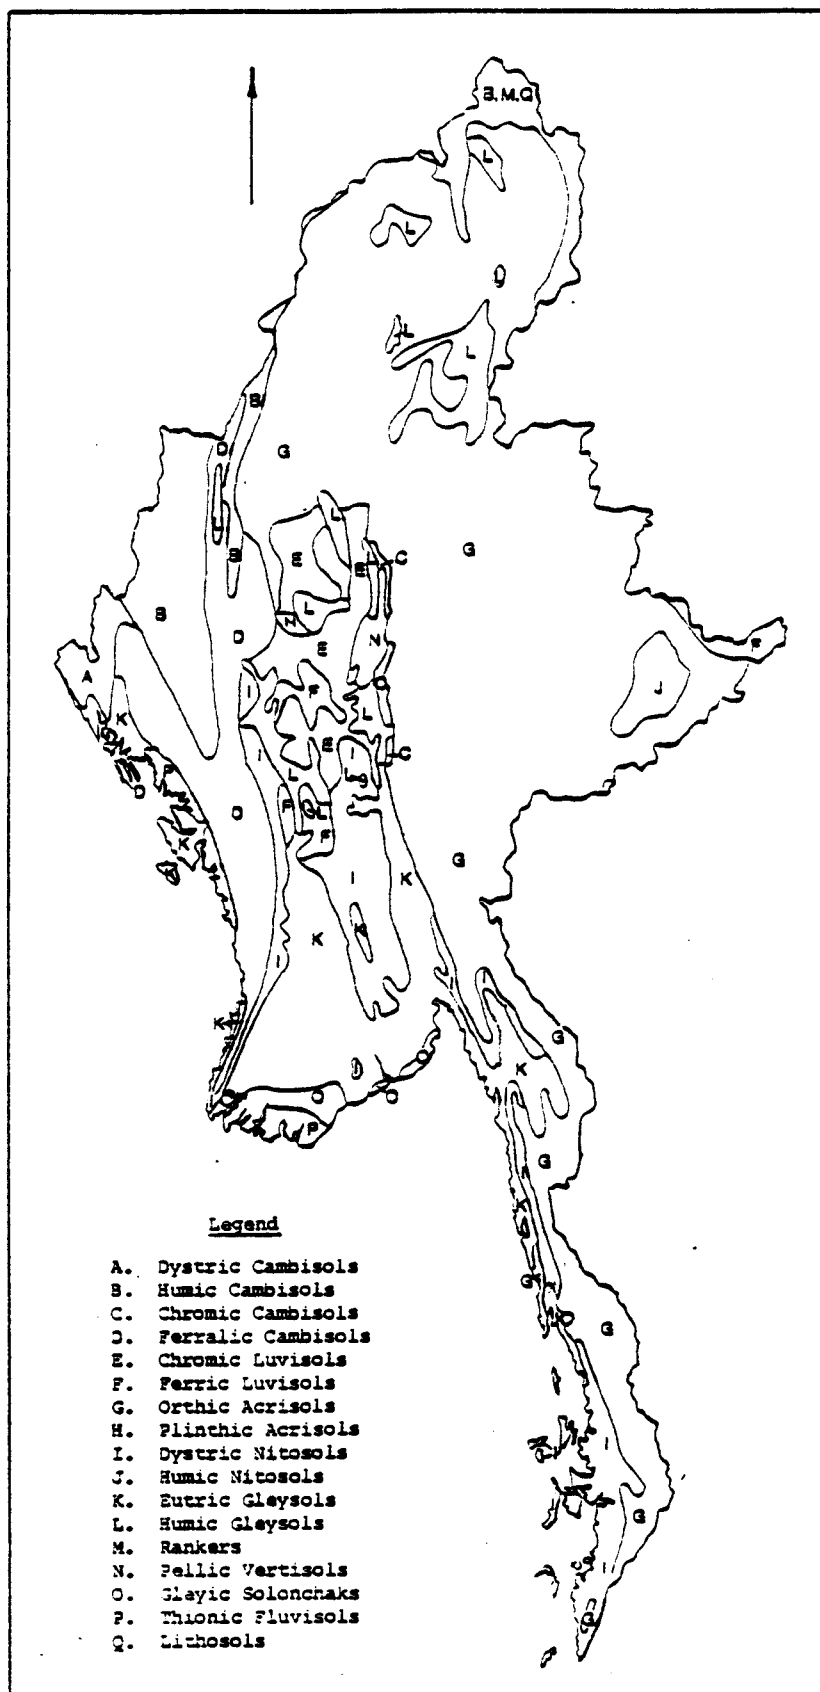 B.M.Q
L
L
L
L
B
D
G
L
G
B
E
E
C
L
B
N
D
E
N
F
A
I
F
J
K
L
E
I
C
L
D
P
L
K
F
G
I
K
K
K
I
G
K
G
K
G
G
I
G
I
G
Legend
A. Dystric Cambisols
B. Humic Cambisols
C. Chromic Cambisols
D. Ferralic Cambisols
E. Chromic Luvisols
F. Ferric Luvisols
G. Orthic Acrisols
H. Plinthic Acrisols
I. Dystric Nitosols
J. Humic Nitosols
K. Eutric Gleysols
L. Humic Gleysols
M. Rankers
N. Pellic Vertisols
O. Glayic Solonchaks
P. Thionic Fluvisols
Q. Lithosols